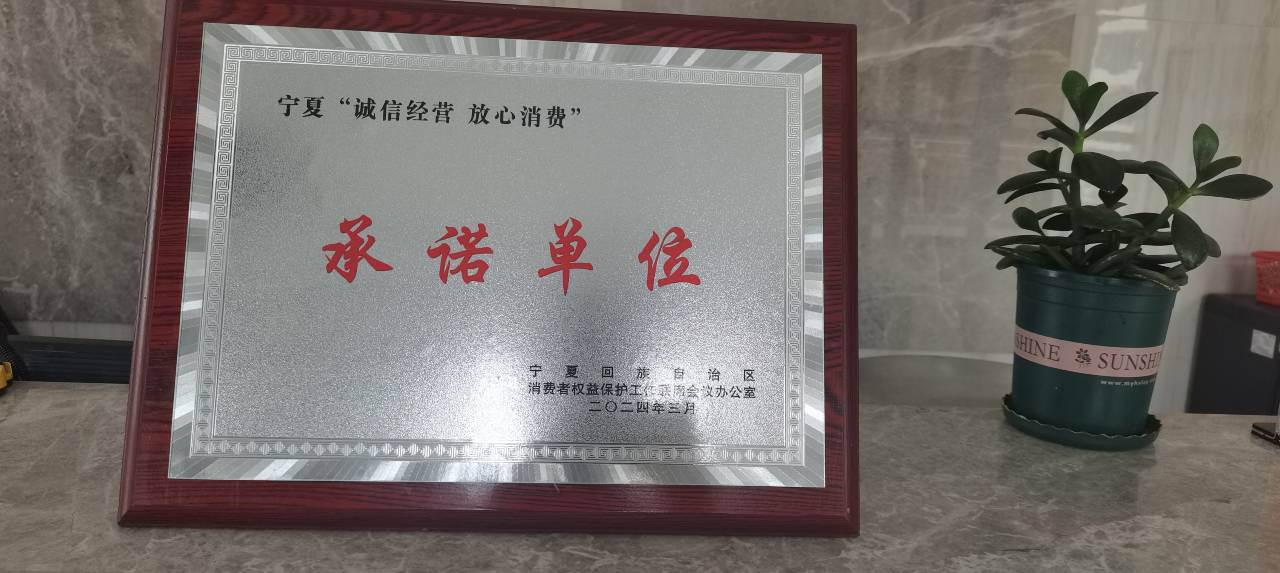 宁夏“诚信经营 放心消费”
承诺单位
宁夏回族自治区
消费者权益保护工作联席会议办公室
二〇二四年三月
SHINE SUNSHI